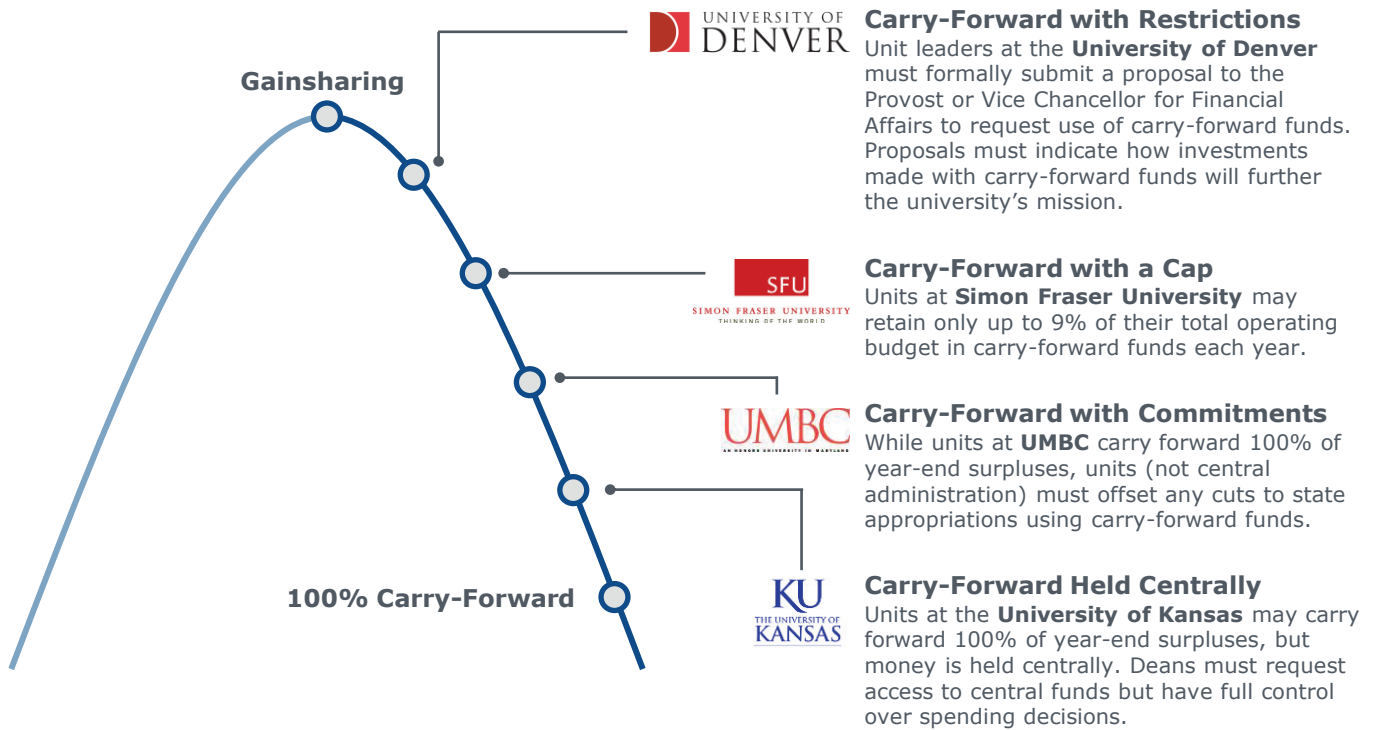 Gainsharing
100% Carry-Forward
UNIVERSITY OF
DENVER
Carry-Forward with Restrictions
Unit leaders at the University of Denver
must formally submit a proposal to the
Provost or Vice Chancellor for Financial
Affairs to request use of carry-forward funds.
Proposals must indicate how investments
made with carry-forward funds will further
the university’s mission.
SFU
SIMON FRASER UNIVERSITY
THINKING OF THE WORLD
Carry-Forward with a Cap
Units at Simon Fraser University may
retain only up to 9% of their total operating
budget in carry-forward funds each year.
UMBC
AN HONORS UNIVERSITY IN MARYLAND
Carry-Forward with Commitments
While units at UMBC carry forward 100% of
year-end surpluses, units (not central
administration) must offset any cuts to state
appropriations using carry-forward funds.
KU
THE UNIVERSITY OF
KANSAS
Carry-Forward Held Centrally
Units at the University of Kansas may carry
forward 100% of year-end surpluses, but
money is held centrally. Deans must request
access to central funds but have full control
over spending decisions.